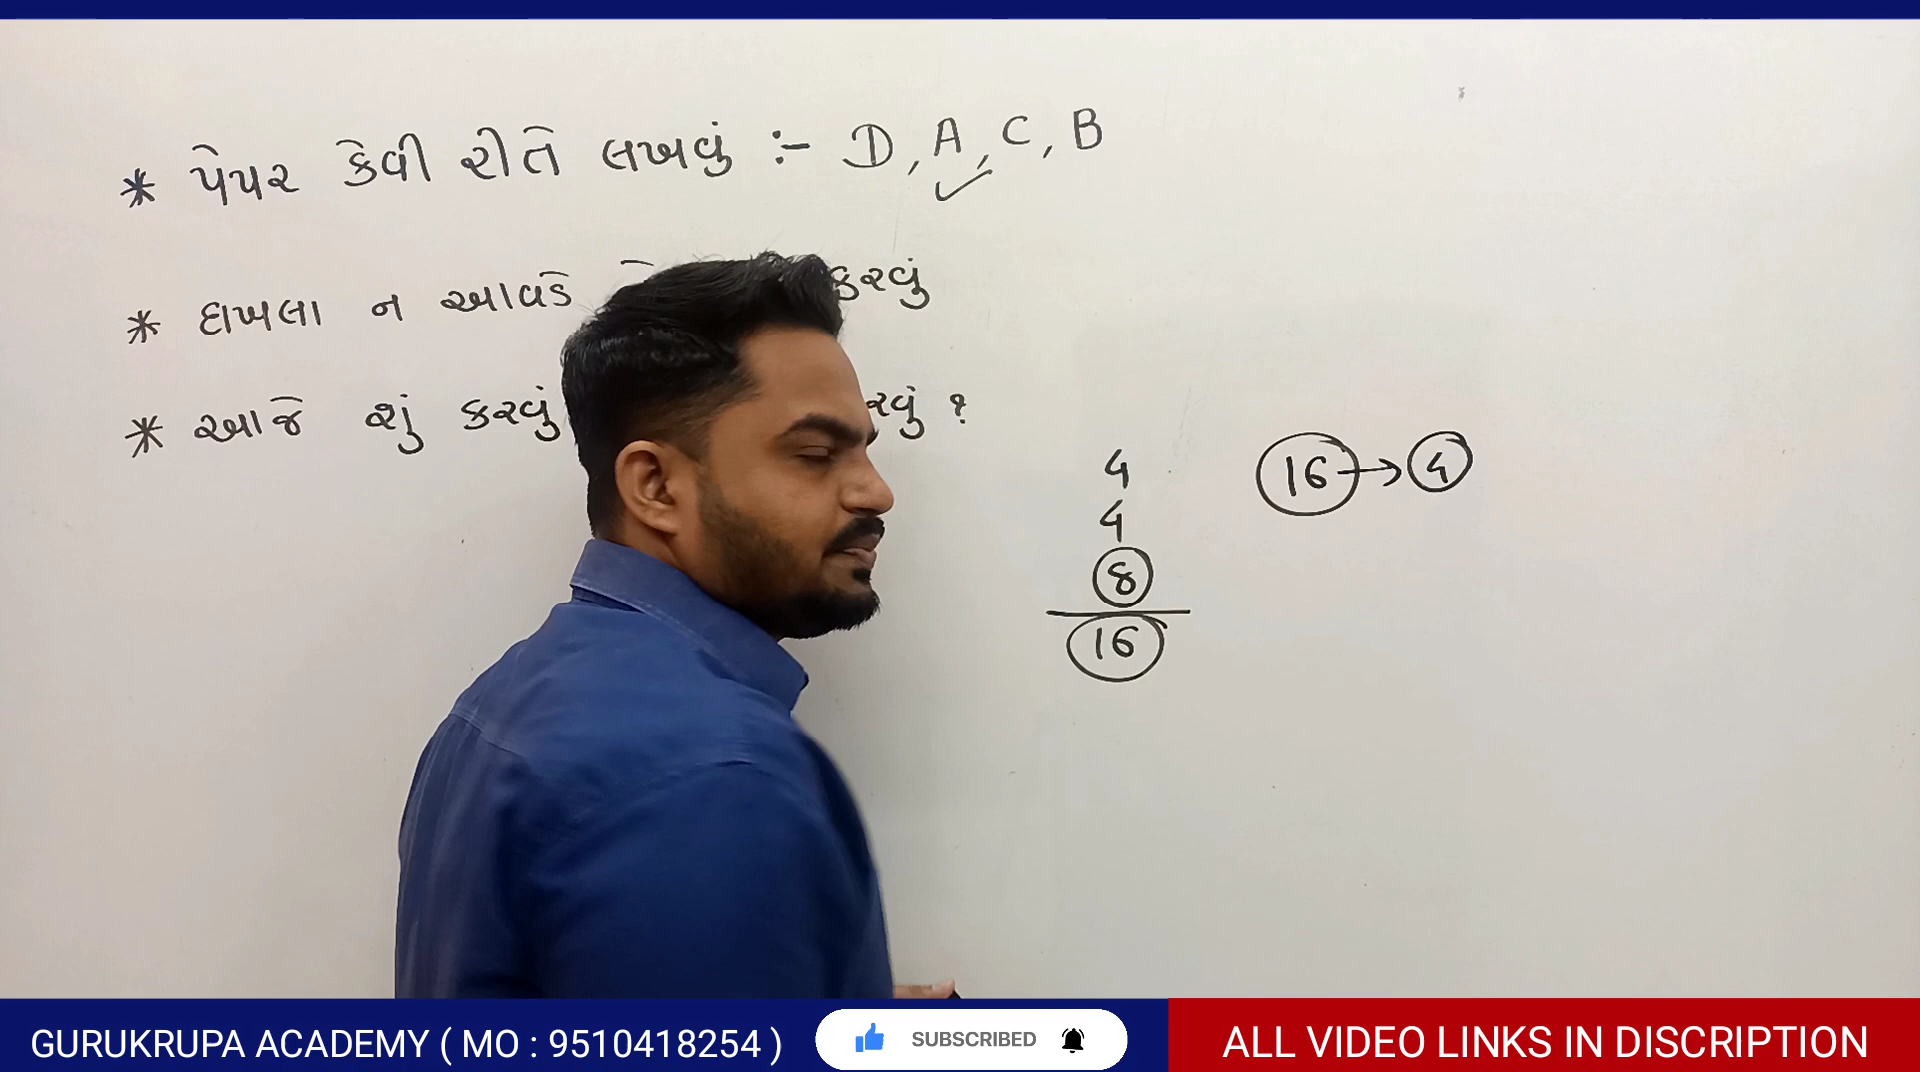 * પેપર કેવી રીતે લખવું :- D, A, C, B
* દાખલા ન આવડે કરવું
* આજે શું કરવું ?
4
4
8
16
16 → 4
GURUKRUPA ACADEMY ( MO : 9510418254 )
SUBSCRIBED
ALL VIDEO LINKS IN DISCRIPTION